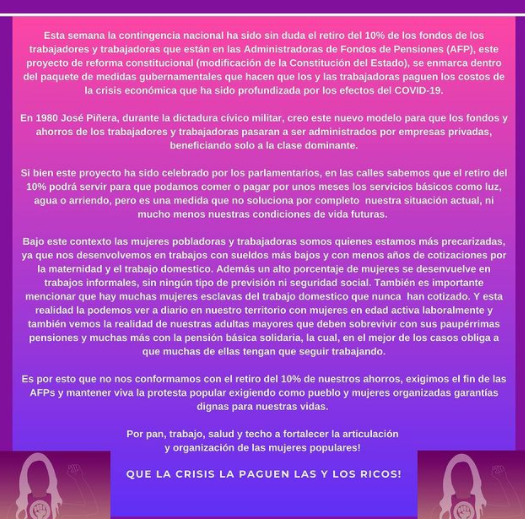 Esta semana la contingencia nacional ha sido sin duda el retiro del 10% de los fondos de los
trabajadores y trabajadoras que están en las Administradoras de Fondos de Pensiones (AFP), este
proyecto de reforma constitucional (modificación de la Constitución del Estado), se enmarca dentro
del paquete de medidas gubernamentales que hacen que los y las trabajadoras paguen los costos de
la crisis económica que ha sido profundizada por los efectos del COVID-19.
En 1980 José Piñera, durante la dictadura cívico militar, creo este nuevo modelo para que los fondos y
ahorros de los trabajadores y trabajadoras pasaran a ser administrados por empresas privadas,
beneficiando solo a la clase dominante.
Si bien este proyecto ha sido celebrado por los parlamentarios, en las calles sabemos que el retiro del
10% podrá servir para que podamos comer o pagar por unos meses los servicios básicos como luz,
agua o arriendo, pero es una medida que no soluciona por completo nuestra situación actual, ni
mucho menos nuestras condiciones de vida futuras.
Bajo este contexto las mujeres pobladoras y trabajadoras somos quienes estamos más precarizadas,
ya que nos desenvolvemos en trabajos con sueldos más bajos y con menos años de cotizaciones por
la maternidad y el trabajo domestico. Además un alto porcentaje de mujeres se desenvuelve en
trabajos informales, sin ningún tipo de previsión ni seguridad social. También es importante
mencionar que hay muchas mujeres esclavas del trabajo domestico que nunca han cotizado. Y esta
realidad la podemos ver a diario en nuestro territorio con mujeres en edad activa laboralmente y
también vemos la realidad de nuestras adultas mayores que deben sobrevivir con sus paupérrimas
pensiones y muchas más con la pensión básica solidaria, la cual, en el mejor de los casos obliga a
que muchas de ellas tengan que seguir trabajando.
Es por esto que no nos conformamos con el retiro del 10% de nuestros ahorros, exigimos el fin de las
AFPs y mantener viva la protesta popular exigiendo como pueblo y mujeres organizadas garantías
dignas para nuestras vidas.
Por pan, trabajo, salud y techo a fortalecer la articulación
y organización de las mujeres populares!
QUE LA CRISIS LA PAGUEN LAS Y LOS RICOS!